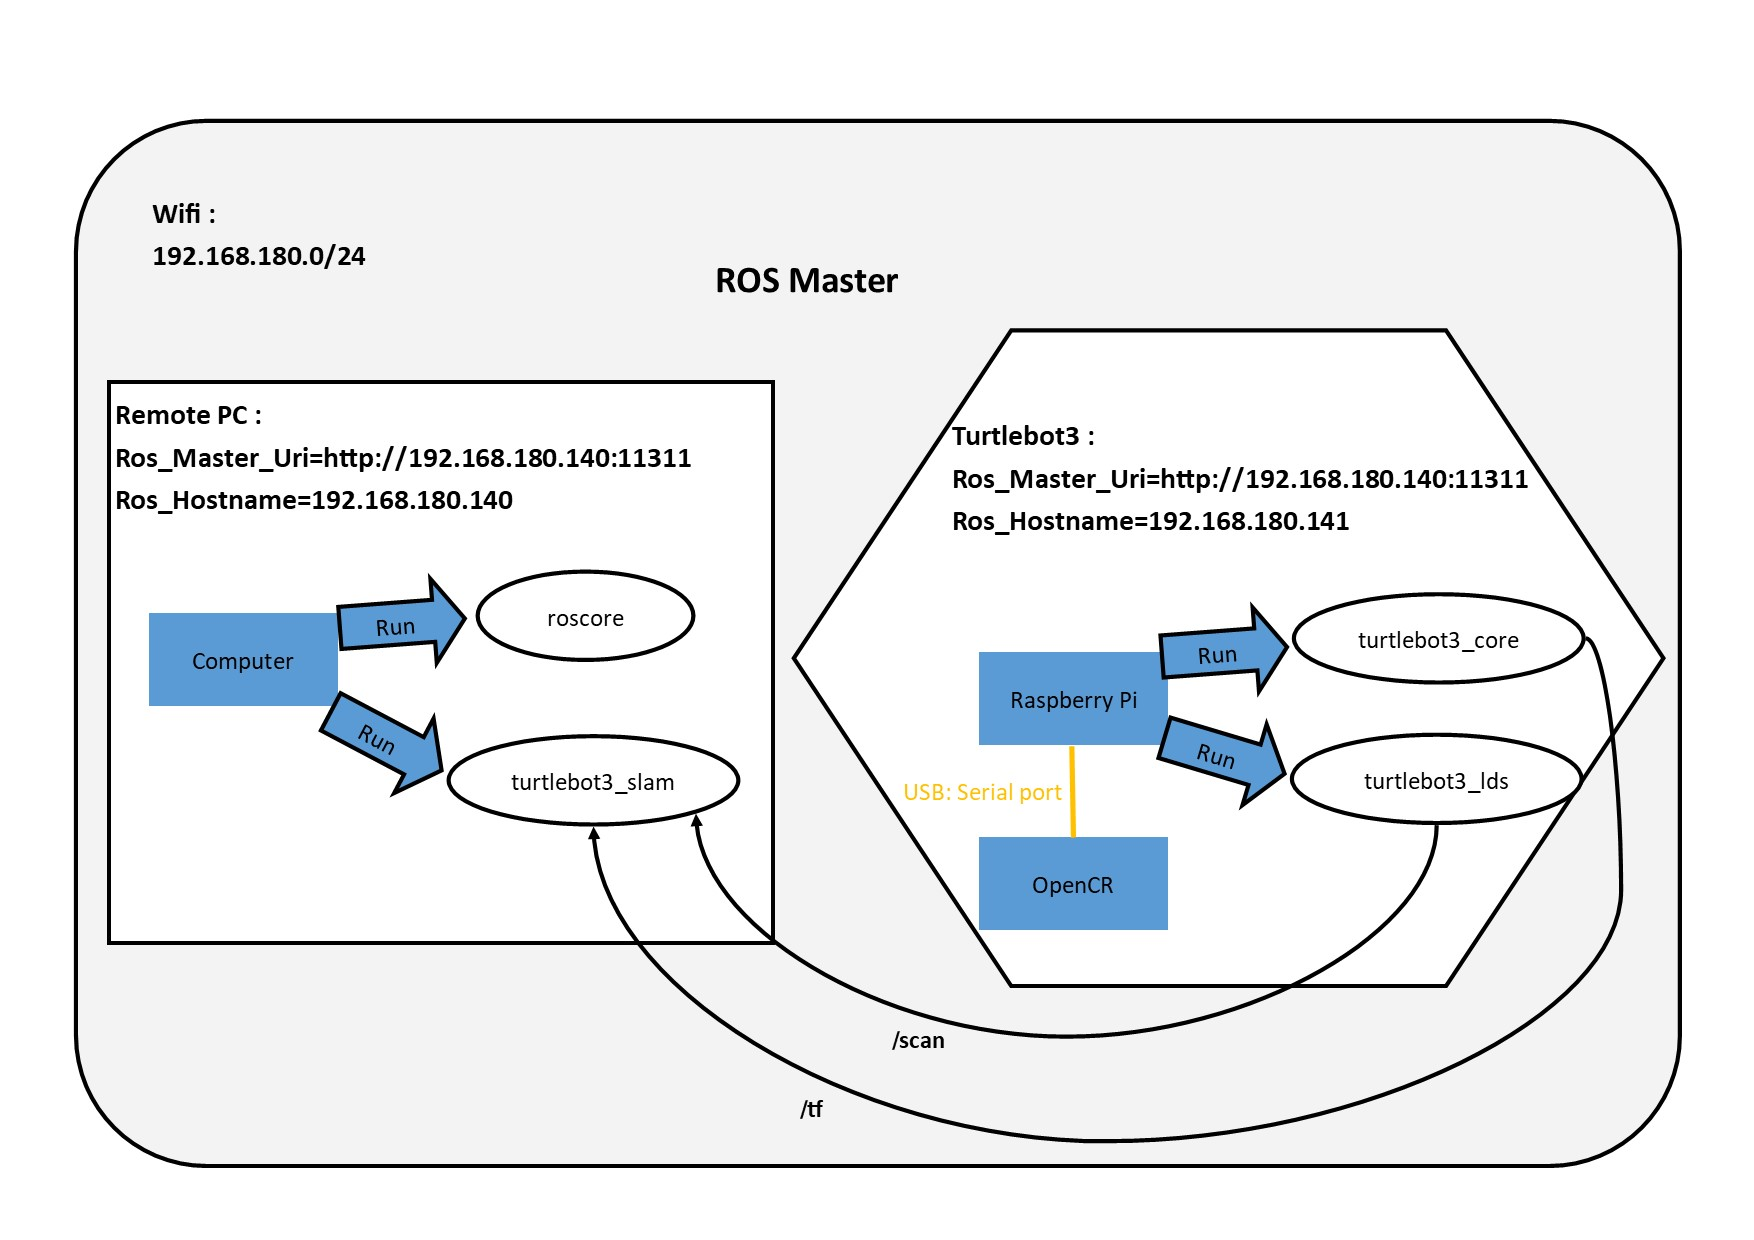 Wifi :
192.168.180.0/24
ROS Master
Remote PC :
Ros_Master_Uri=http://192.168.180.140:11311
Ros_Hostname=192.168.180.140
Turtlebot3 :
Ros_Master_Uri=http://192.168.180.140:11311
Ros_Hostname=192.168.180.141
Computer
Run
roscore
Run
turtlebot3_slam
Raspberry Pi
Run
turtlebot3_core
Run
turtlebot3_lds
USB: Serial port
OpenCR
/scan
/tf